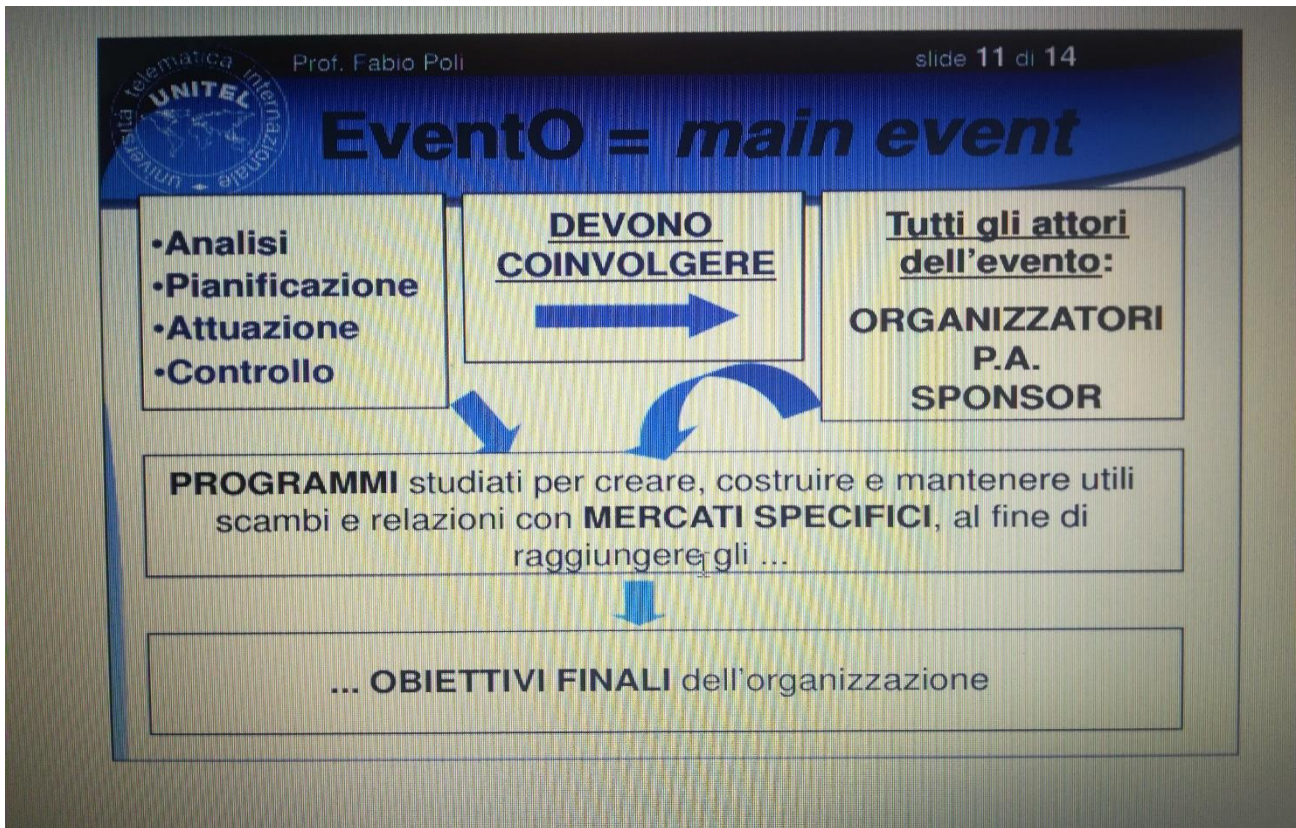 Prof. Fabio Poli
slide 11 di 14
università telematica internazionale
UNITEL
EventO = main event
•Analisi
•Pianificazione
•Attuazione
•Controllo
DEVONO
COINVOLGERE
Tutti gli attori
dell'evento:
ORGANIZZATORI
P.A.
SPONSOR
PROGRAMMI studiati per creare, costruire e mantenere utili
scambi e relazioni con MERCATI SPECIFICI, al fine di
raggiungere gli ...
... OBIETTIVI FINALI dell'organizzazione